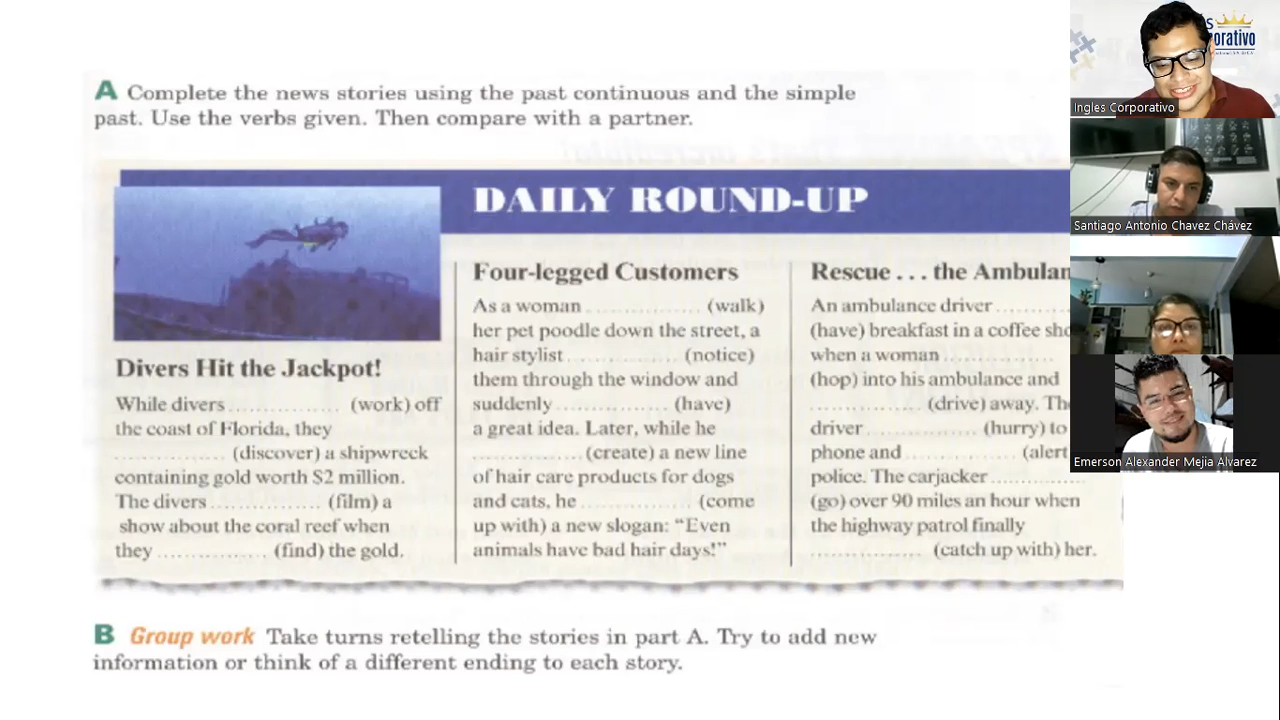 A Complete the news stories using the past continuous and the simple
past. Use the verbs given. Then compare with a partner.
DAILY ROUND-UP
Divers Hit the Jackpot!
While divers ................ (work) off
the coast of Florida, they
................ (discover) a shipwreck
containing gold worth $2 million.
The divers ................ (film) a
show about the coral reef when
they ................ (find) the gold.
Four-legged Customers
As a woman ................ (walk)
her pet poodle down the street, a
hair stylist ................ (notice)
them through the window and
suddenly ................ (have)
a great idea. Later, while he
................ (create) a new line
of hair care products for dogs
and cats, he ................ (come
up with) a new slogan: “Even
animals have bad hair days!”
Rescue . . . the Ambulan
An ambulance driver ...........
(have) breakfast in a coffee sho
when a woman ................
(hop) into his ambulance and
................ (drive) away. Th
driver ................ (hurry) to
phone and ................ (alert
police. The carjacker .............
(go) over 90 miles an hour when
the highway patrol finally
................ (catch up with) her.
B Group work Take turns retelling the stories in part A. Try to add new
information or think of a different ending to each story.
s
orativo
Ingles Corporativo
Santiago Antonio Chavez Chávez
Emerson Alexander Mejia Alvarez